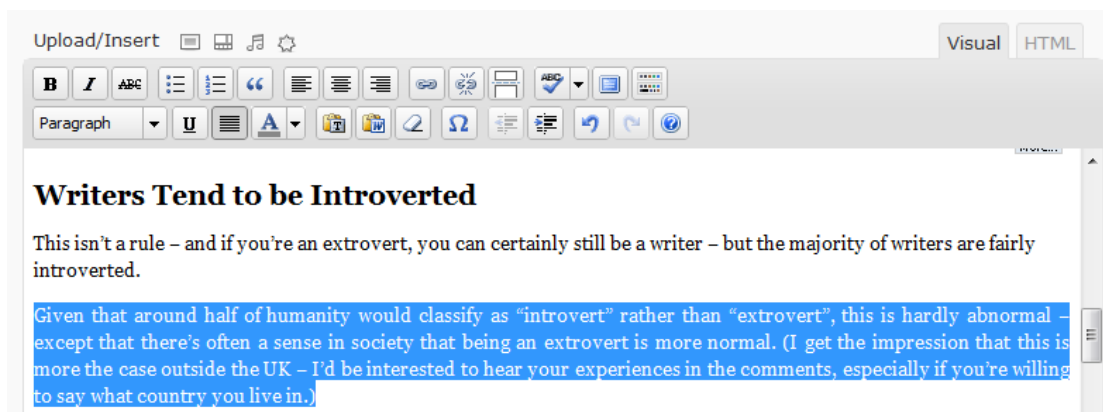 Upload/Insert
Visual HTML
B I ABC ABC
Paragraph U A T W Ω
Writers Tend to be Introverted
This isn’t a rule – and if you’re an extrovert, you can certainly still be a writer – but the majority of writers are fairly
introverted.
Given that around half of humanity would classify as “introvert” rather than “extrovert”, this is hardly abnormal –
except that there’s often a sense in society that being an extrovert is more normal. (I get the impression that this is
more the case outside the UK – I’d be interested to hear your experiences in the comments, especially if you’re willing
to say what country you live in.)